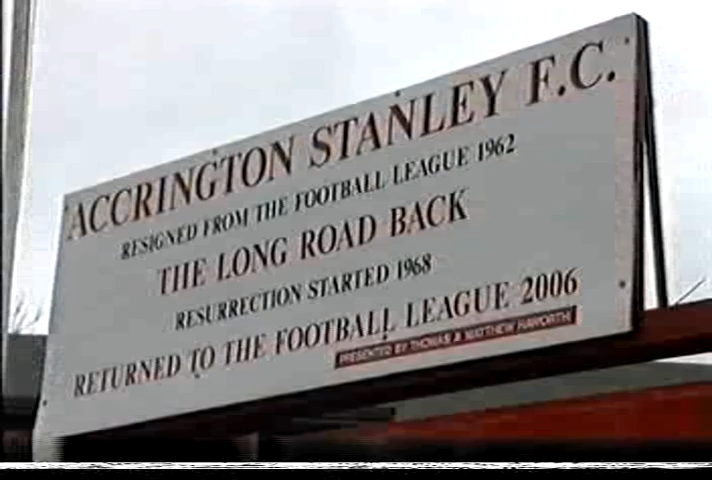 ACCRINGTON STANLEY F.C.
RESIGNED FROM THE FOOTBALL LEAGUE 1962
THE LONG ROAD BACK
RESURRECTION STARTED 1968
RETURNED TO THE FOOTBALL LEAGUE 2006
PRESENTED BY THOMAS & MATTHEW HAWORTH